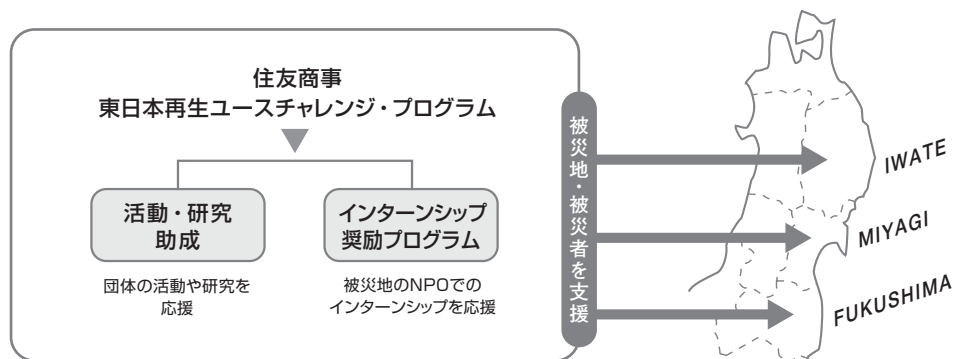 住友商事
東日本再生ユースチャレンジ・プログラム
活動・研究
助成
インターンシップ
奨励プログラム
団体の活動や研究を
応援
被災地のNPOでの
インターンシップを応援
被災地・被災者を支援
IWATE
MIYAGI
FUKUSHIMA